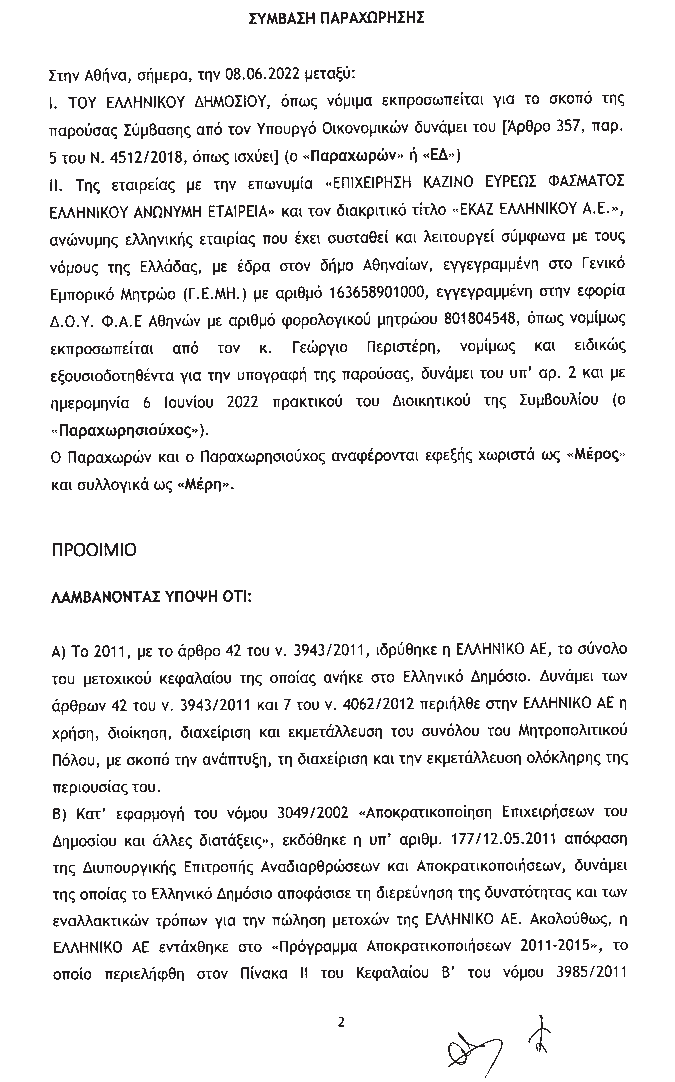 ΣΥΜΒΑΣΗ ΠΑΡΑΧΩΡΗΣΗΣ
Στην Αθήνα, σήμερα, την 08.06.2022 μεταξύ:
Ι. ΤΟΥ ΕΛΛΗΝΙΚΟΥ ΔΗΜΟΣΙΟΥ, όπως νόμιμα εκπροσωπείται για το σκοπό της
παρούσας Σύμβασης από τον Υπουργό Οικονομικών δυνάμει του [Άρθρο 357, παρ.
5 του Ν. 4512/2018, όπως ισχύει] (ο «Παραχωρών» ή «ΕΔ»)
ΙΙ. Της εταιρείας με την επωνυμία «ΕΠΙΧΕΙΡΗΣΗ ΚΑΖΙΝΟ ΕΥΡΕΩΣ ΦΑΣΜΑΤΟΣ
ΕΛΛΗΝΙΚΟΥ ΑΝΩΝΥΜΗ ΕΤΑΙΡΕΙΑ» και τον διακριτικό τίτλο «ΕΚΑΖ ΕΛΛΗΝΙΚΟΥ Α.Ε.»,
ανώνυμης ελληνικής εταιρίας που έχει συσταθεί και λειτουργεί σύμφωνα με τους
νόμους της Ελλάδας, με έδρα στον δήμο Αθηναίων, εγγεγραμμένη στο Γενικό
Εμπορικό Μητρώο (Γ.Ε.ΜΗ.) με αριθμό 163658901000, εγγεγραμμένη στην εφορία
Δ.Ο.Υ. Φ.Α.Ε Αθηνών με αριθμό φορολογικού μητρώου 801804548, όπως νομίμως
εκπροσωπείται από τον κ. Γεώργιο Περιστέρη, νομίμως και ειδικώς
εξουσιοδοτηθέντα για την υπογραφή της παρούσας, δυνάμει του υπ' αρ. 2 και με
ημερομηνία 6 Ιουνίου 2022 πρακτικού του Διοικητικού της Συμβουλίου (ο
«Παραχωρησιούχος»).
Ο Παραχωρών και ο Παραχωρησιούχος αναφέρονται εφεξής χωριστά ως «Μέρος»
και συλλογικά ως «Μέρη».
ΠΡΟΟΙΜΙΟ
ΛΑΜΒΑΝΟΝΤΑΣ ΥΠΟΨΗ ΟΤΙ:
Α) Το 2011, με το άρθρο 42 του ν. 3943/2011, ιδρύθηκε η ΕΛΛΗΝΙΚΟ ΑΕ, το σύνολο
του μετοχικού κεφαλαίου της οποίας ανήκε στο Ελληνικό Δημόσιο. Δυνάμει των
άρθρων 42 του ν. 3943/2011 και 7 του ν. 4062/2012 περιήλθε στην ΕΛΛΗΝΙΚΟ ΑΕ η
χρήση, διοίκηση, διαχείριση και εκμετάλλευση του συνόλου του Μητροπολιτικού
Πόλου, με σκοπό την ανάπτυξη, τη διαχείριση και την εκμετάλλευση ολόκληρης της
περιουσίας του.
Β) Κατ' εφαρμογή του νόμου 3049/2002 «Αποκρατικοποίηση Επιχειρήσεων του
Δημοσίου και άλλες διατάξεις», εκδόθηκε η υπ' αριθμ. 177/12.05.2011 απόφαση
της Διυπουργικής Επιτροπής Αναδιαρθρώσεων και Αποκρατικοποιήσεων, δυνάμει
της οποίας το Ελληνικό Δημόσιο αποφάσισε τη διερεύνηση της δυνατότητας και των
εναλλακτικών τρόπων για την πώληση μετοχών της ΕΛΛΗΝΙΚΟ ΑΕ. Ακολούθως, η
ΕΛΛΗΝΙΚΟ ΑΕ εντάχθηκε στο «Πρόγραμμα Αποκρατικοποιήσεων 2011-2015», το
οποίο περιελήφθη στον Πίνακα ΙΙ του Κεφαλαίου Β' του νόμου 3985/2011
2